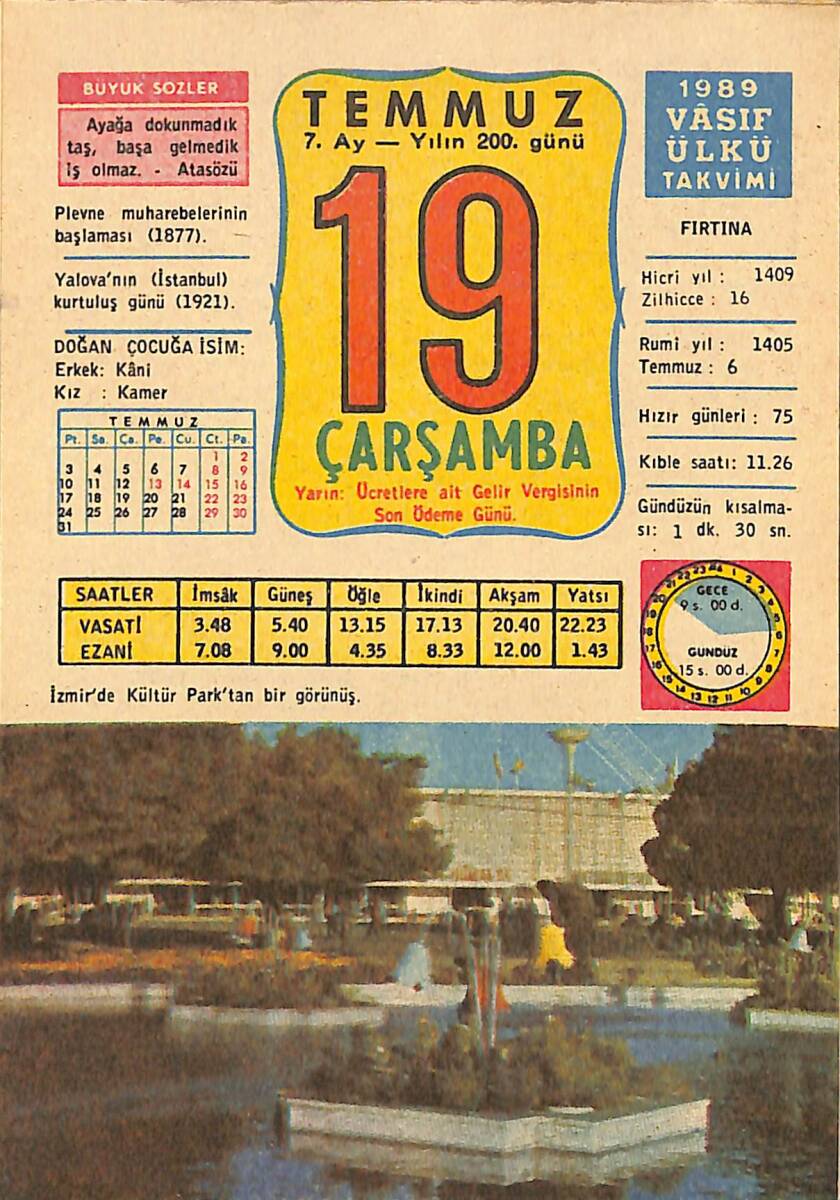 BÜYÜK SÖZLER
Ayağa dokunmadık
taş, başa gelmedik
iş olmaz. - Atasözü
Plevne muharebelerinin
başlaması (1877).
Yalova'nın (İstanbul)
kurtuluş günü (1921).
DOĞAN ÇOCUĞA İSİM:
Erkek: Kâni
Kız : Kamer
TEMMUZ
Pt. Sa. Ça. Pe. Cu. Ct. Pa.
1 2
3 4 5 6 7 8 9
10 11 12 13 14 15 16
17 18 19 20 21 22 23
24 25 26 27 28 29 30
31
TEMMUZ
7. Ay — Yılın 200. günü
19
ÇARŞAMBA
Yarın: Ücretlere ait Gelir Vergisinin
Son Ödeme Günü.
1989
VÂSIF
ÜLKÜ
TAKVİMİ
FIRTINA
Hicri yıl : 1409
Zilhicce : 16
Rumi yıl : 1405
Temmuz : 6
Hızır günleri : 75
Kıble saatı: 11.26
Gündüzün kısalma-
sı: 1 dk. 30 sn.
SAATLER İmsâk Güneş Öğle İkindi Akşam Yatsı
VASATİ 3.48 5.40 13.15 17.13 20.40 22.23
EZANİ 7.08 9.00 4.35 8.33 12.00 1.43
GECE
9 s. 00 d.
GÜNDÜZ
15 s. 00 d.
İzmir'de Kültür Park'tan bir görünüş.